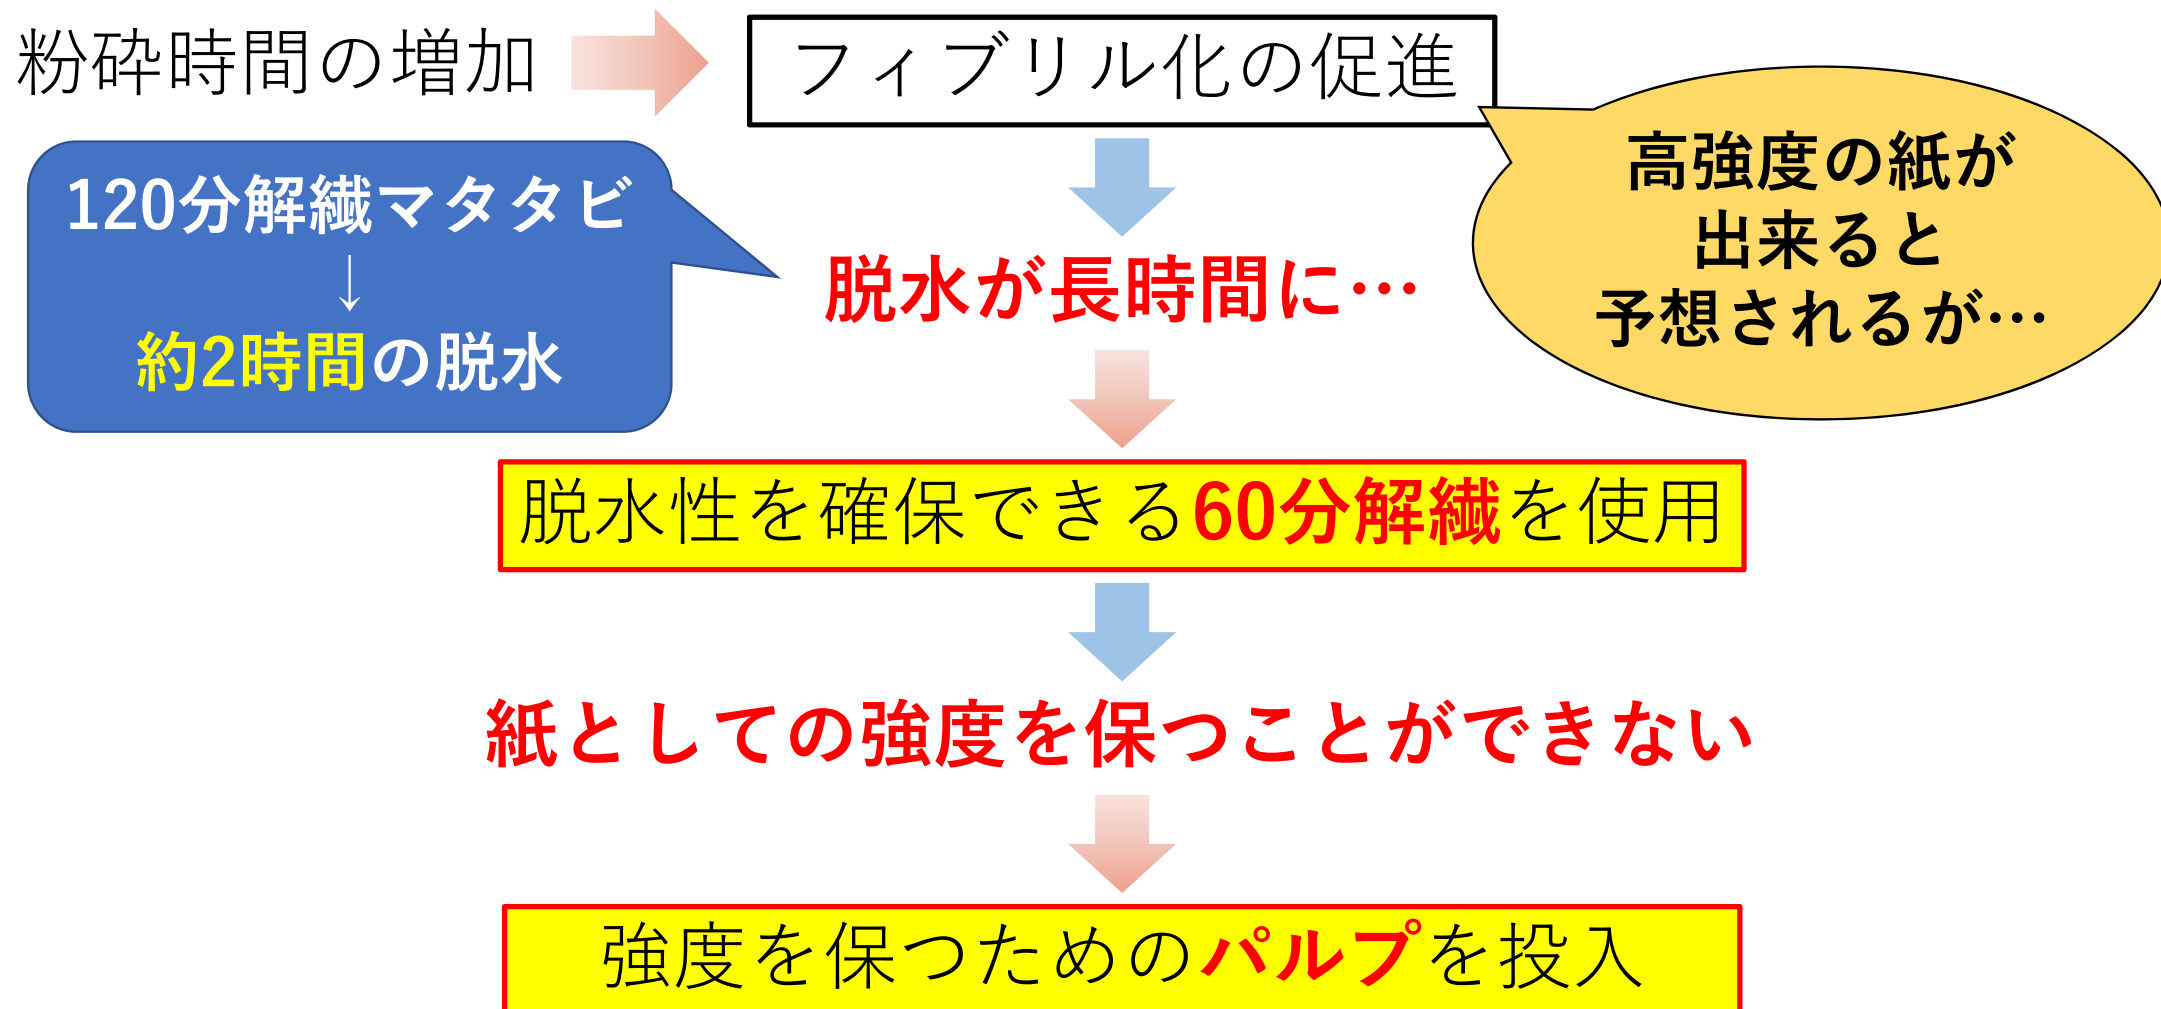 粉砕時間の増加
フィブリル化の促進
高強度の紙が
出来ると
予想されるが…
120分解繊マタタビ
↓
約2時間の脱水
脱水が長時間に…
脱水性を確保できる60分解繊を使用
紙としての強度を保つことができない
強度を保つためのパルプを投入